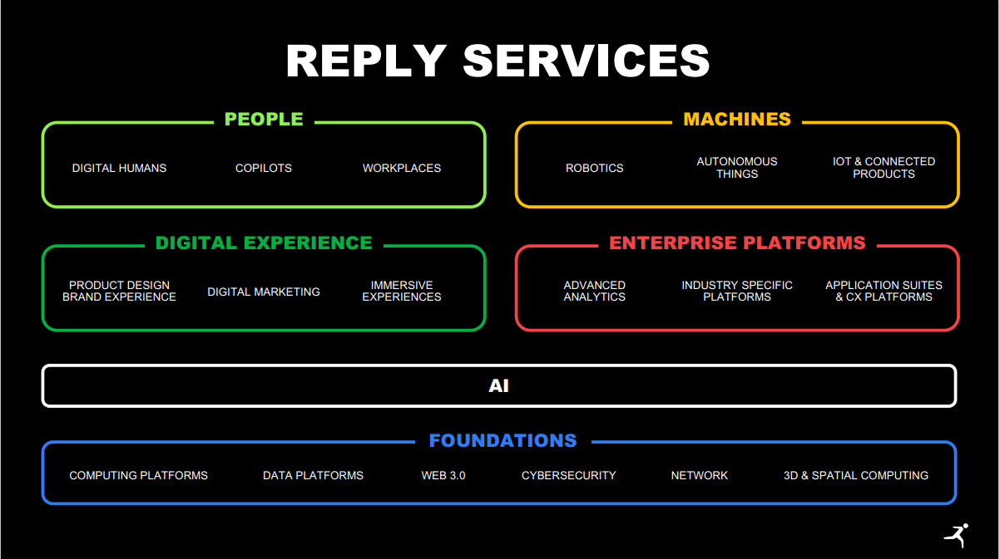 REPLY SERVICES
PEOPLE
DIGITAL HUMANS
COPILOTS
WORKPLACES
MACHINES
ROBOTICS
AUTONOMOUS
THINGS
IOT & CONNECTED
PRODUCTS
DIGITAL EXPERIENCE
PRODUCT DESIGN
BRAND EXPERIENCE
DIGITAL MARKETING
IMMERSIVE
EXPERIENCES
ENTERPRISE PLATFORMS
ADVANCED
ANALYTICS
INDUSTRY SPECIFIC
PLATFORMS
APPLICATION SUITES
& CX PLATFORMS
AI
FOUNDATIONS
COMPUTING PLATFORMS
DATA PLATFORMS
WEB 3.0
CYBERSECURITY
NETWORK
3D & SPATIAL COMPUTING